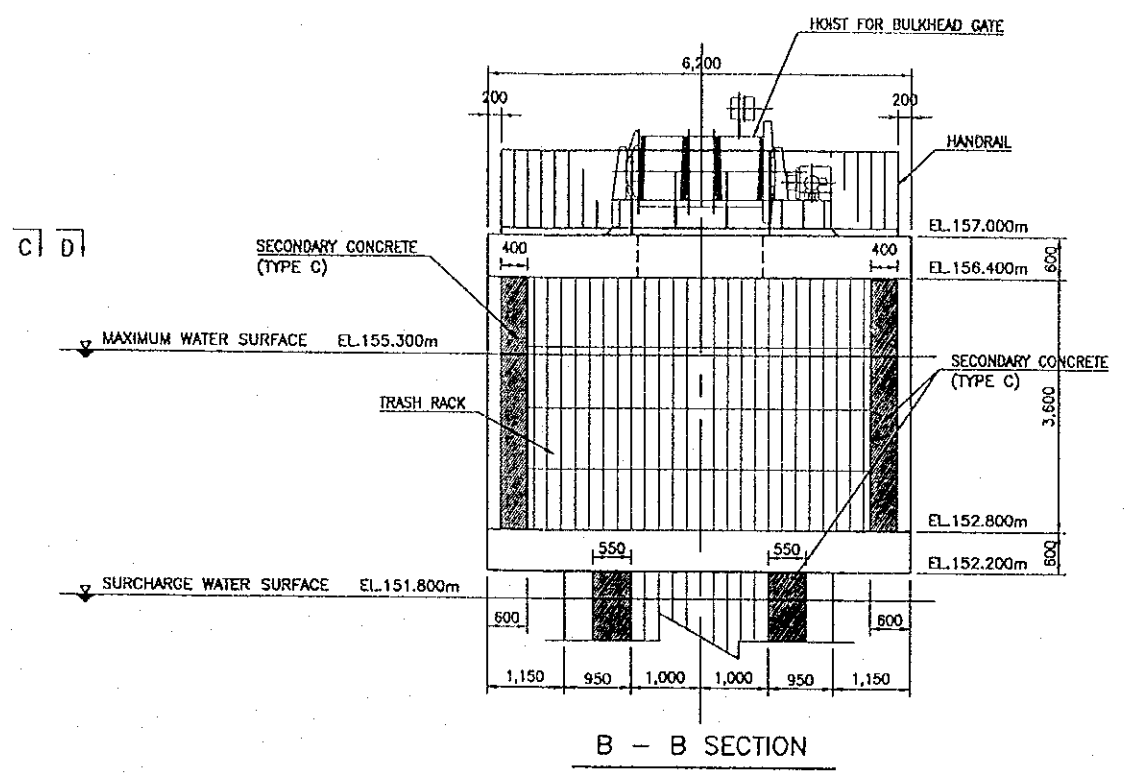 HOIST FOR BULKHEAD GATE
6,200
200
200
HANDRAIL
EL.157.000m
C D
SECONDARY CONCRETE
(TYPE C)
400
400
600
EL.156.400m
MAXIMUM WATER SURFACE EL.155.300m
SECONDARY CONCRETE
(TYPE C)
TRASH RACK
3,600
EL.152.800m
550
550
600
EL.152.200m
SURCHARGE WATER SURFACE EL.151.800m
600
600
1,150 950 1,000 1,000 950 1,150
B - B SECTION